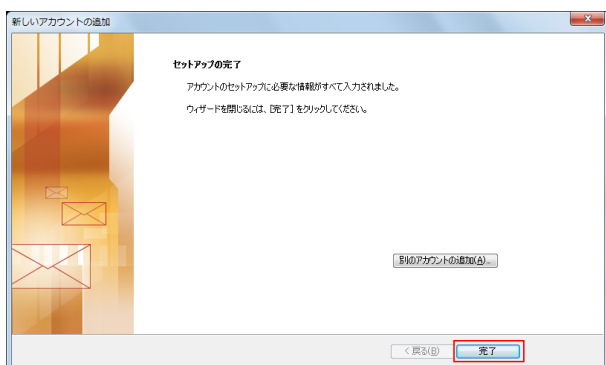 新しいアカウントの追加
セットアップの完了
アカウントのセットアップに必要な情報がすべて入力されました。
ウィザードを閉じるには、[完了] をクリックしてください。
別のアカウントの追加(A)...
< 戻る(B)
完了